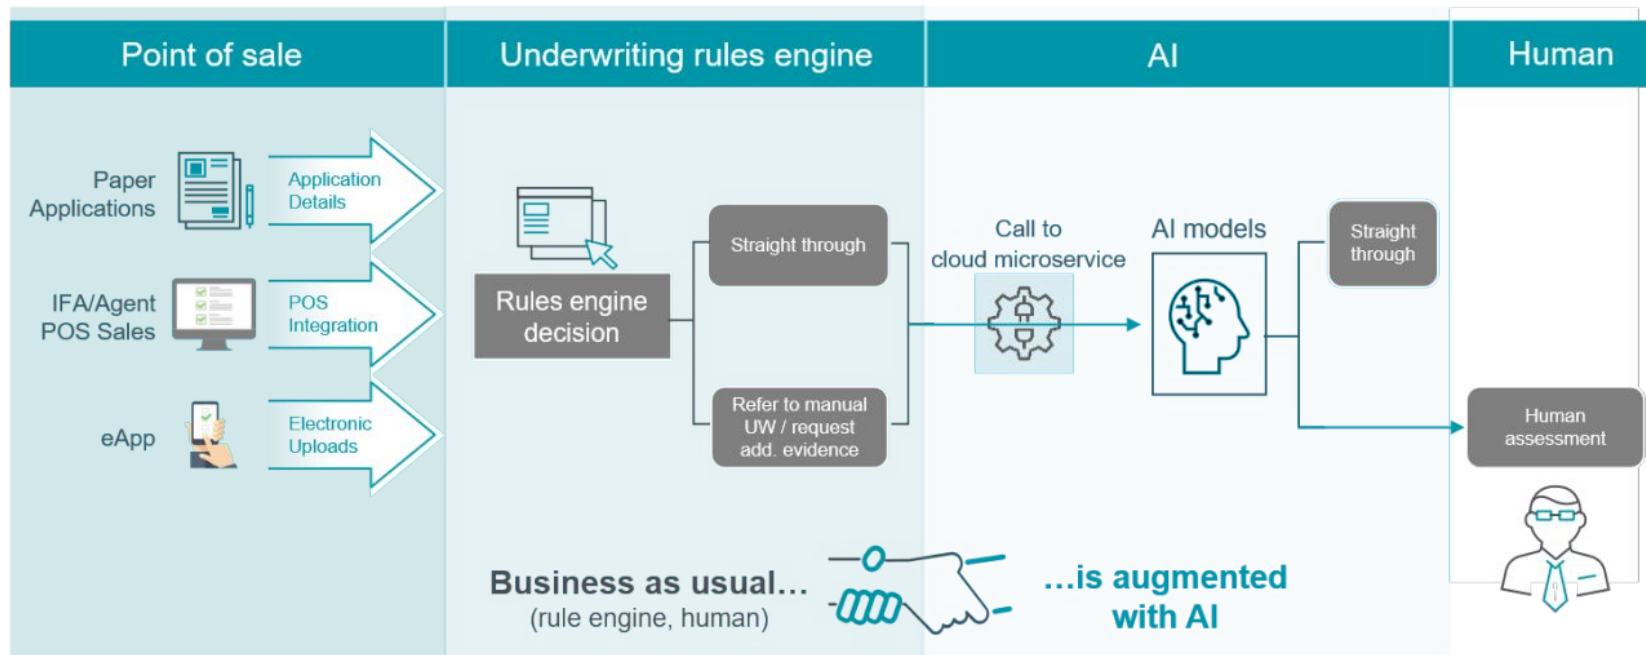 Point of sale
Underwriting rules engine
AI
Human
Paper
Applications
Application
Details
IFA/Agent
POS Sales
POS
Integration
eApp
Electronic
Uploads
Rules engine
decision
Straight through
Refer to manual
UW / request
add. evidence
Call to
cloud microservice
AI models
Straight
through
Human
assessment
Business as usual...
(rule engine, human)
...is augmented
with AI